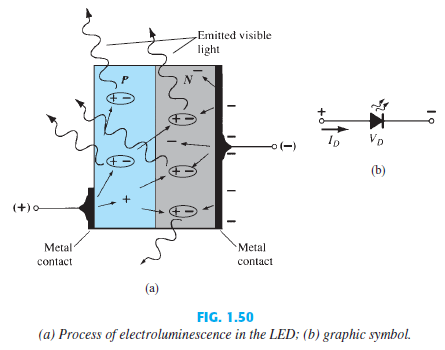 Emitted visible
light
P
N
+ −
+ −
+ −
+ −
+ −
+
−
(+)
(−)
Metal
contact
Metal
contact
(a)
+
−
I_D
V_D
(b)
FIG. 1.50
(a) Process of electroluminescence in the LED; (b) graphic symbol.